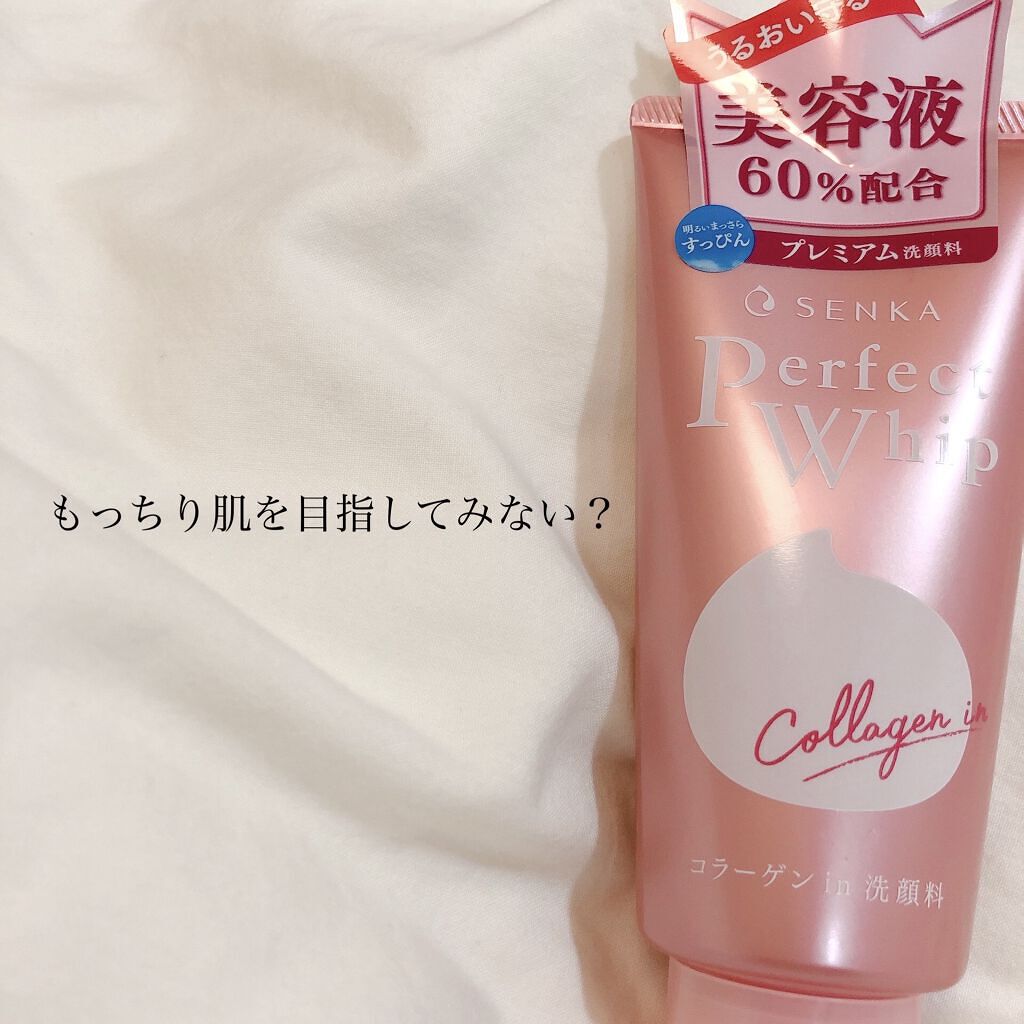 もっちり肌を目指してみない？
うるおい守る
美容液
60%配合
明るいまっさら
すっぴん
プレミアム洗顔料
SENKA
Perfect
Whip
Collagen in
コラーゲンin洗顔料